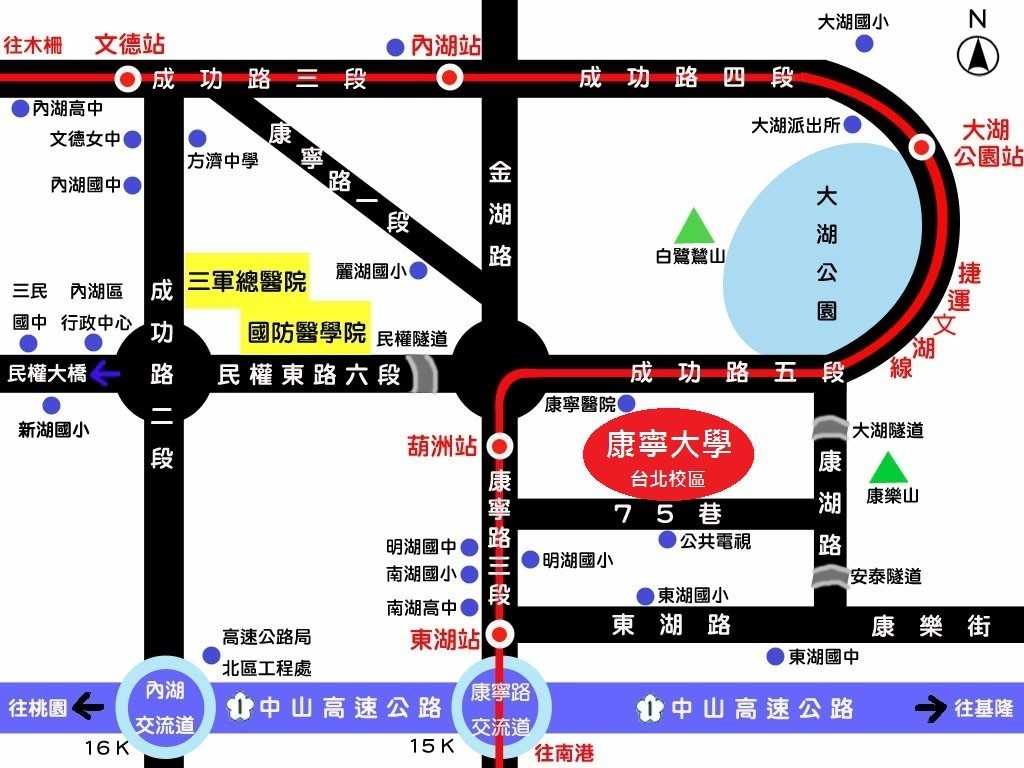 大湖國小
N
往木柵
文德站
內湖站
成功路三段
成功路四段
內湖高中
文德女中
方濟中學
內湖國中
康寧路一段
金湖路
大湖派出所
大湖
公園站
大湖公園
白鷺鷥山
捷運文湖線
三軍總醫院
麗湖國小
國防醫學院
民權隧道
三民
國中
內湖區
行政中心
成功路二段
民權大橋
民權東路六段
成功路五段
新湖國小
康寧醫院
康寧大學
台北校區
大湖隧道
康樂山
葫洲站
康寧路三段
75巷
康湖路
公共電視
明湖國中
明湖國小
南湖國小
安泰隧道
南湖高中
東湖國小
東湖站
東湖路
康樂街
高速公路局
北區工程處
東湖國中
往桃園
內湖
交流道
1
中山高速公路
康寧路
交流道
1
中山高速公路
往基隆
16K
15K
往南港